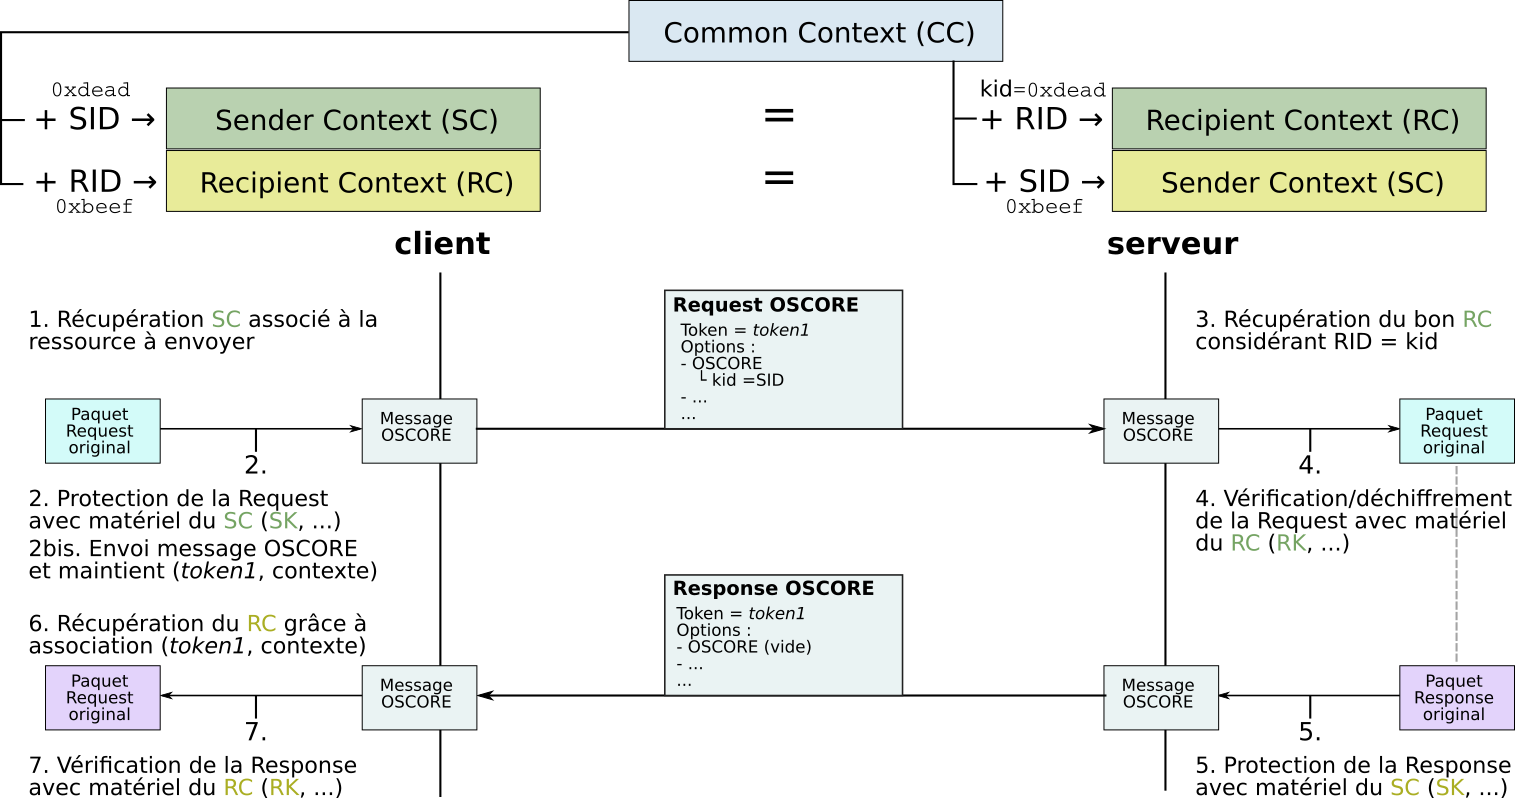 Common Context (CC)
0xdead
+ SID → Sender Context (SC)
=
kid=0xdead
+ RID → Recipient Context (RC)
+ RID → Recipient Context (RC)
0xbeef
=
+ SID → Sender Context (SC)
0xbeef
client
serveur
1. Récupération SC associé à la
ressource à envoyer
Request OSCORE
Token = token1
Options :
- OSCORE
└ kid =SID
- ...
...
3. Récupération du bon RC
considérant RID = kid
Paquet
Request
original
2.
Message
OSCORE
Message
OSCORE
4.
Paquet
Request
original
2. Protection de la Request
avec matériel du SC (SK, ...)
2bis. Envoi message OSCORE
et maintient (token1, contexte)
4. Vérification/déchiffrement
de la Request avec matériel
du RC (RK, ...)
Response OSCORE
Token = token1
Options :
- OSCORE (vide)
- ...
...
6. Récupération du RC grâce à
association (token1, contexte)
Paquet
Request
original
7.
Message
OSCORE
Message
OSCORE
5.
Paquet
Response
original
7. Vérification de la Response
avec matériel du RC (RK, ...)
5. Protection de la Response
avec matériel du SC (SK, ...)